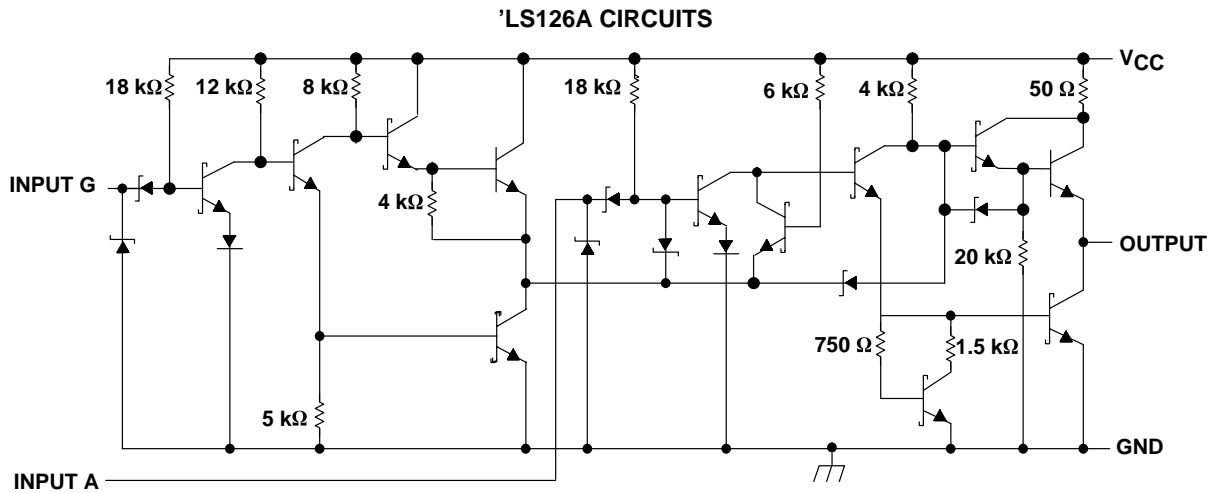 'LS126A CIRCUITS
VCC
18 kΩ
12 kΩ
8 kΩ
18 kΩ
6 kΩ
4 kΩ
50 Ω
INPUT G
4 kΩ
OUTPUT
20 kΩ
750 Ω
1.5 kΩ
5 kΩ
GND
INPUT A